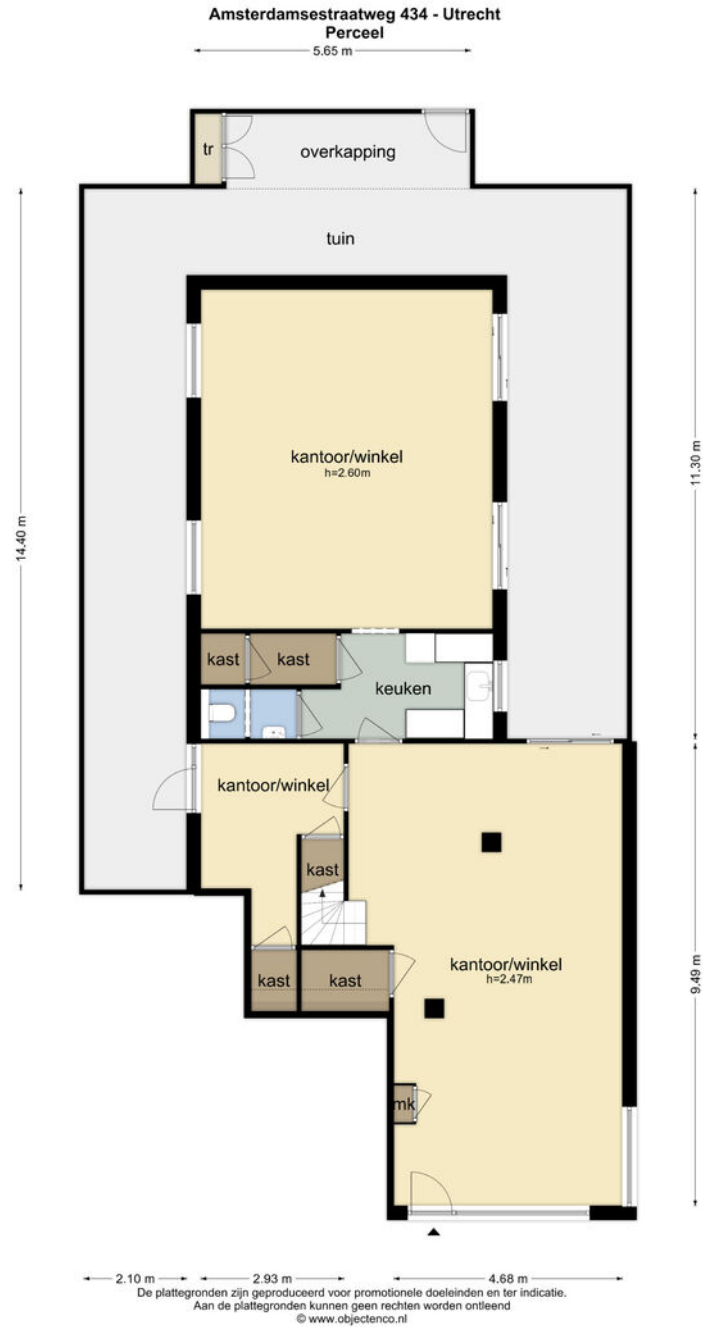 Amsterdamsestraatweg 434 - Utrecht
Perceel
5.65 m
tr
overkapping
tuin
kantoor/winkel
h=2.60m
14.40 m
11.30 m
kast
kast
keuken
kantoor/winkel
kast
kantoor/winkel
h=2.47m
kast
kast
9.49 m
mk
2.10 m
2.93 m
4.68 m
De plattegronden zijn geproduceerd voor promotionele doeleinden en ter indicatie.
Aan de plattegronden kunnen geen rechten worden ontleend
© www.objectenco.nl